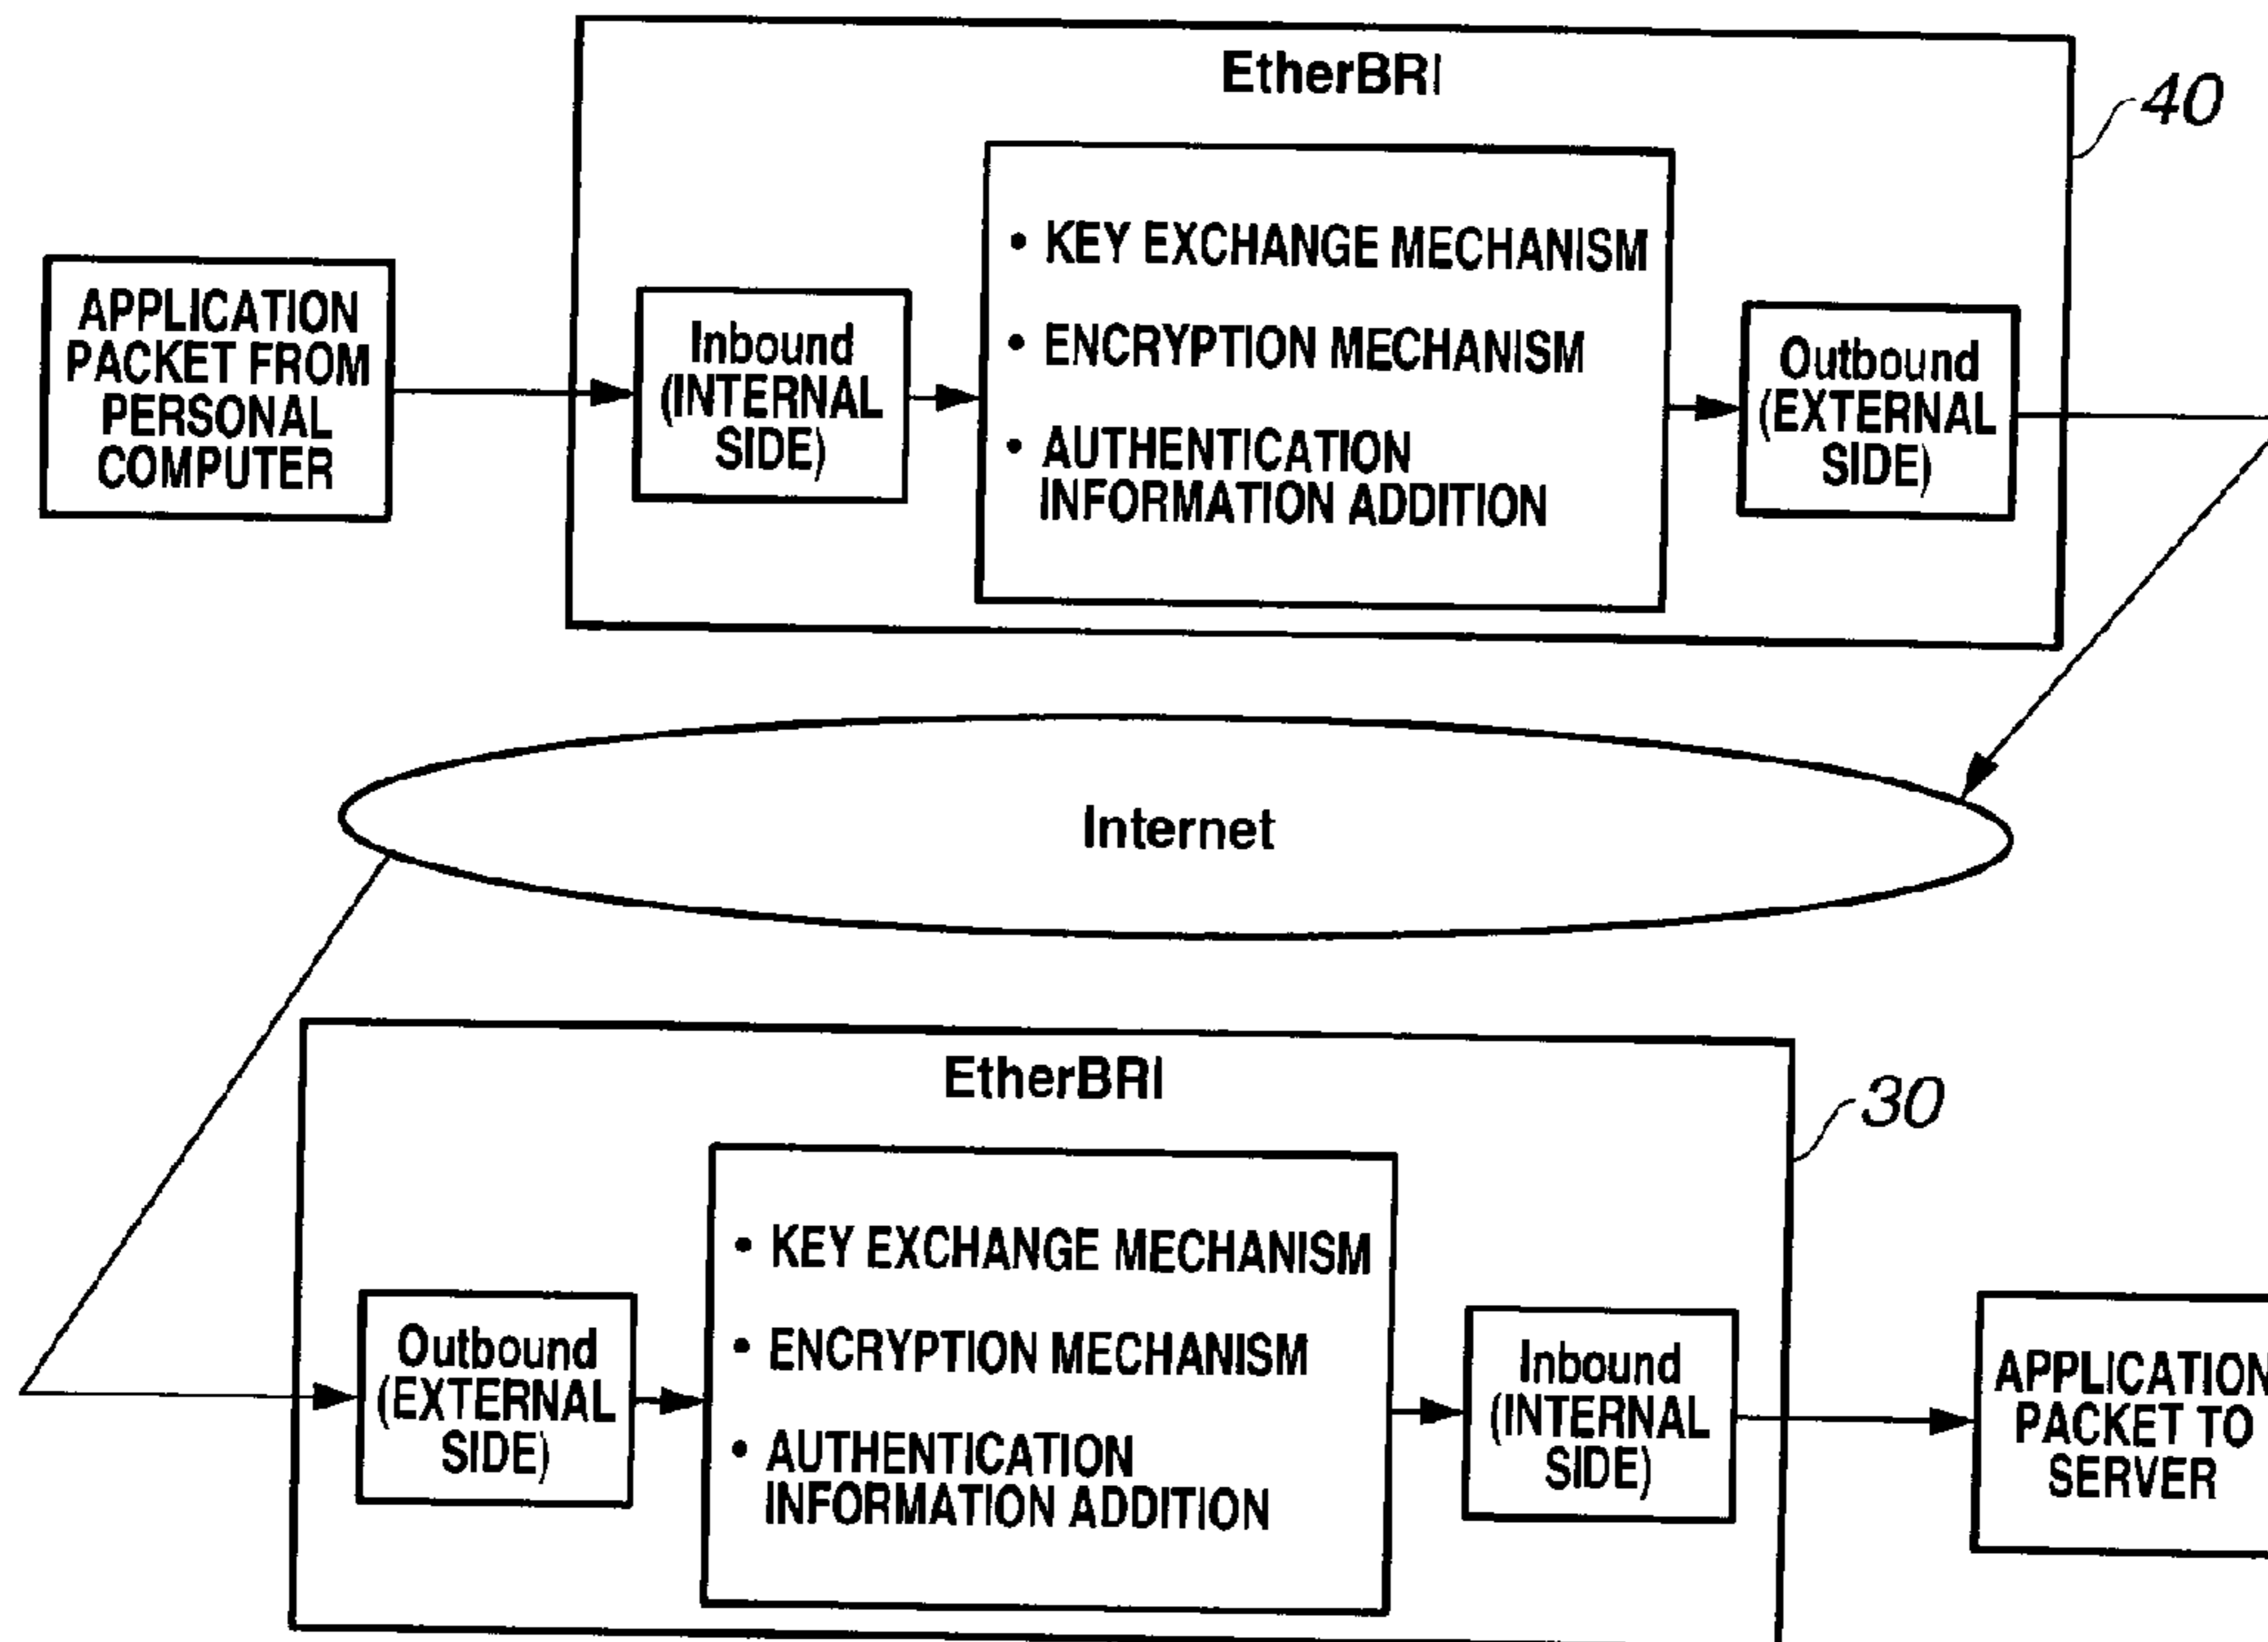 EtherBRI
40
APPLICATION
PACKET FROM
PERSONAL
COMPUTER
Inbound
(INTERNAL
SIDE)
• KEY EXCHANGE MECHANISM
• ENCRYPTION MECHANISM
• AUTHENTICATION
INFORMATION ADDITION
Outbound
(EXTERNAL
SIDE)
Internet
EtherBRI
30
Outbound
(EXTERNAL
SIDE)
• KEY EXCHANGE MECHANISM
• ENCRYPTION MECHANISM
• AUTHENTICATION
INFORMATION ADDITION
Inbound
(INTERNAL
SIDE)
APPLICATION
PACKET TO
SERVER